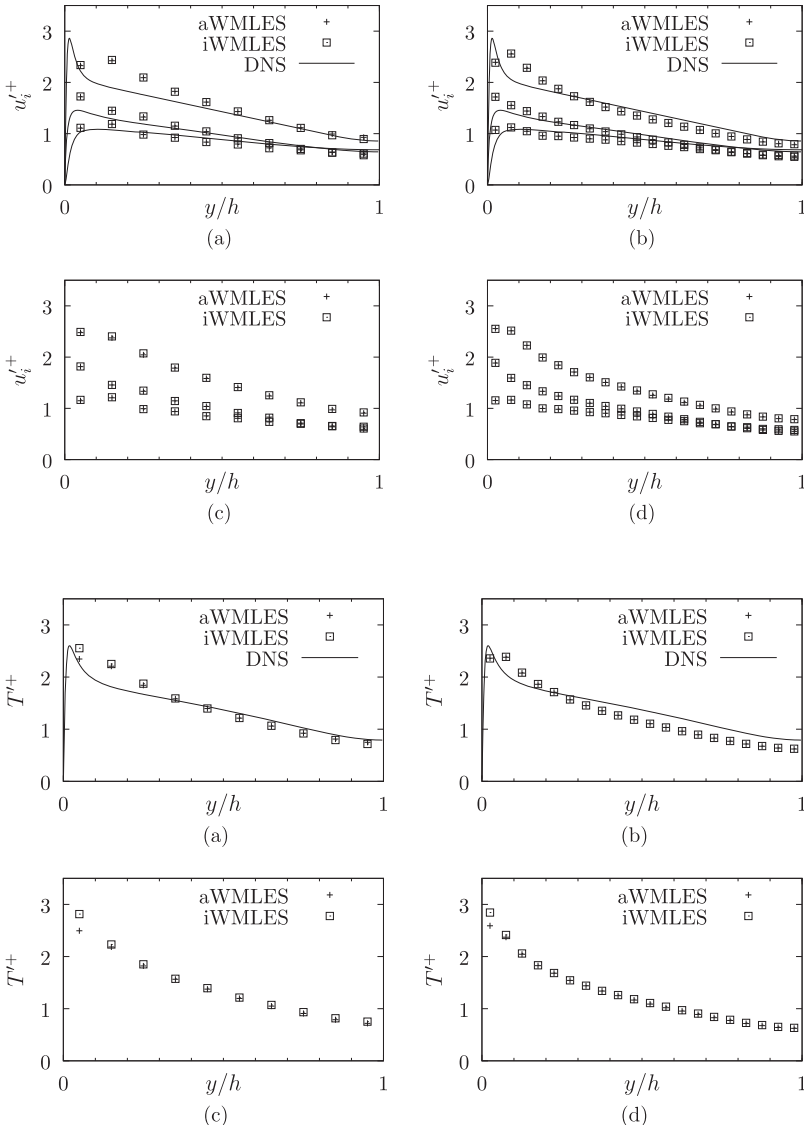 aWMLES
iWMLES
DNS
3
2
1
0
u′i+
0
1
y/h
(a)
aWMLES
iWMLES
DNS
3
2
1
0
u′i+
0
1
y/h
(b)
aWMLES
iWMLES
3
2
1
0
u′i+
0
1
y/h
(c)
aWMLES
iWMLES
3
2
1
0
u′i+
0
1
y/h
(d)
aWMLES
iWMLES
DNS
3
2
1
0
T′+
0
1
y/h
(a)
aWMLES
iWMLES
DNS
3
2
1
0
T′+
0
1
y/h
(b)
aWMLES
iWMLES
3
2
1
0
T′+
0
1
y/h
(c)
aWMLES
iWMLES
3
2
1
0
T′+
0
1
y/h
(d)